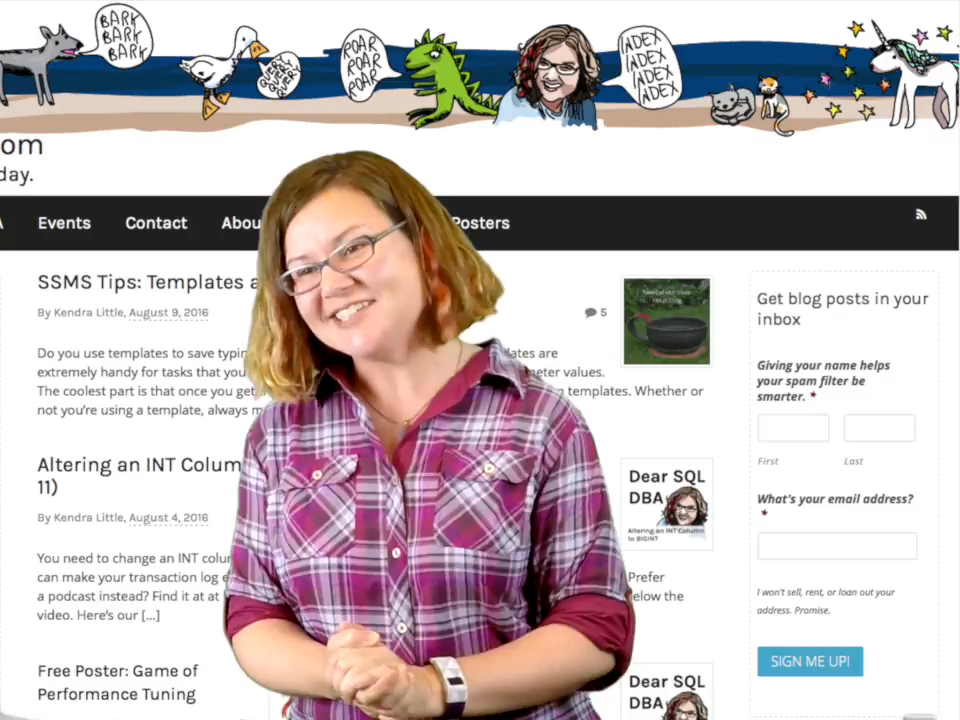 BARK
BARK
BARK
QUERY
QUERY
QUERY
ROAR
ROAR
ROAR
INDEX
INDEX
INDEX
INDEX
om
day.
A Events Contact Abou Posters
SSMS Tips: Templates a
By Kendra Little, August 9, 2016
5
Do you use templates to save typin lates are
extremely handy for tasks that you meter values.
The coolest part is that once you get templates. Whether or
not you're using a template, always m
Altering an INT Colum
11)
By Kendra Little, August 4, 2016
You need to change an INT colur
can make your transaction log e Prefer
a podcast instead? Find it at at elow the
video. Here's our [...]
Dear SQL
DBA
Altering an INT Column
to BIGINT
Free Poster: Game of
Performance Tuning
Dear SQL
DBA
Get blog posts in your
inbox
Giving your name helps
your spam filter be
smarter. *
First Last
What's your email address?
*
I won't sell, rent, or loan out your
address. Promise.
SIGN ME UP!